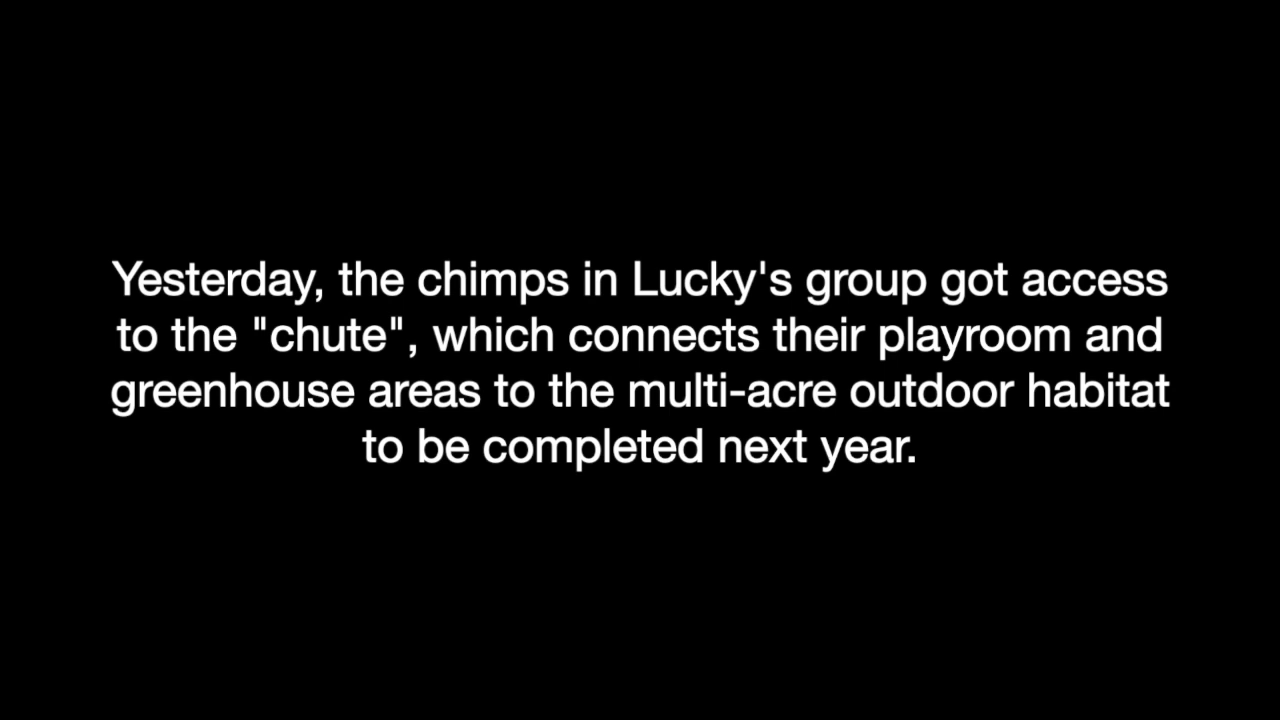 Yesterday, the chimps in Lucky's group got access
to the "chute", which connects their playroom and
greenhouse areas to the multi-acre outdoor habitat
to be completed next year.